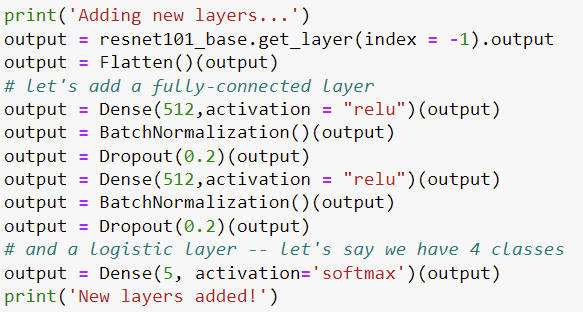 print('Adding new layers...')
output = resnet101_base.get_layer(index = -1).output
output = Flatten()(output)
# let's add a fully-connected layer
output = Dense(512,activation = "relu")(output)
output = BatchNormalization()(output)
output = Dropout(0.2)(output)
output = Dense(512,activation = "relu")(output)
output = BatchNormalization()(output)
output = Dropout(0.2)(output)
# and a logistic layer -- let's say we have 4 classes
output = Dense(5, activation='softmax')(output)
print('New layers added!')